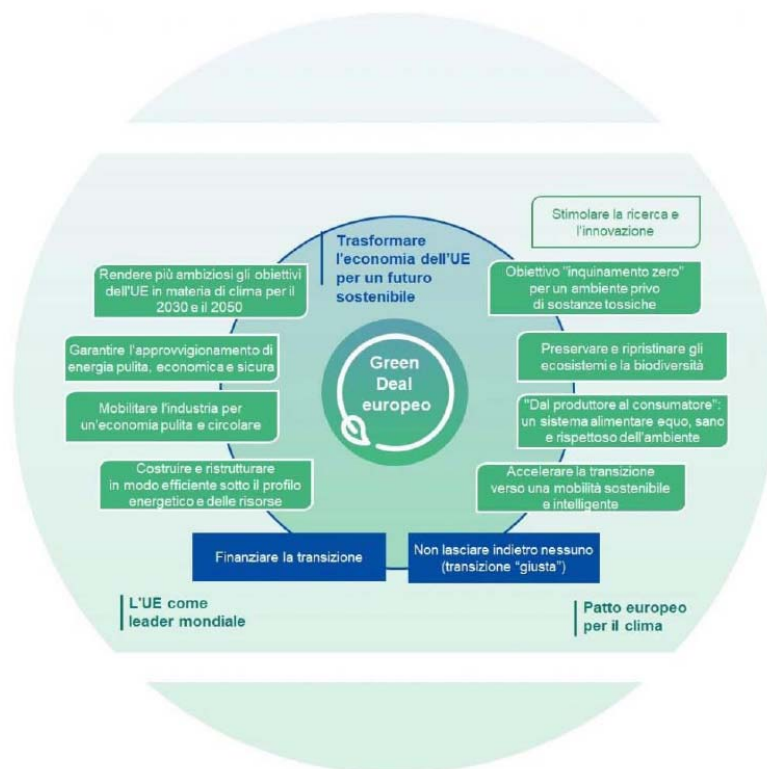 Stimolare la ricerca e
l'innovazione
Trasformare
l'economia dell'UE
per un futuro
sostenibile
Rendere più ambiziosi gli obiettivi
dell'UE in materia di clima per il
2030 e il 2050
Obiettivo "inquinamento zero"
per un ambiente privo
di sostanze tossiche
Garantire l'approvvigionamento di
energia pulita, economica e sicura
Green
Deal
europeo
Preservare e ripristinare gli
ecosistemi e la biodiversità
Mobilitare l'industria per
un'economia pulita e circolare
"Dal produttore al consumatore":
un sistema alimentare equo, sano
e rispettoso dell'ambiente
Costruire e ristrutturare
in modo efficiente sotto il profilo
energetico e delle risorse
Accelerare la transizione
verso una mobilità sostenibile
e intelligente
Finanziare la transizione
Non lasciare indietro nessuno
(transizione "giusta")
L'UE come
leader mondiale
Patto europeo
per il clima